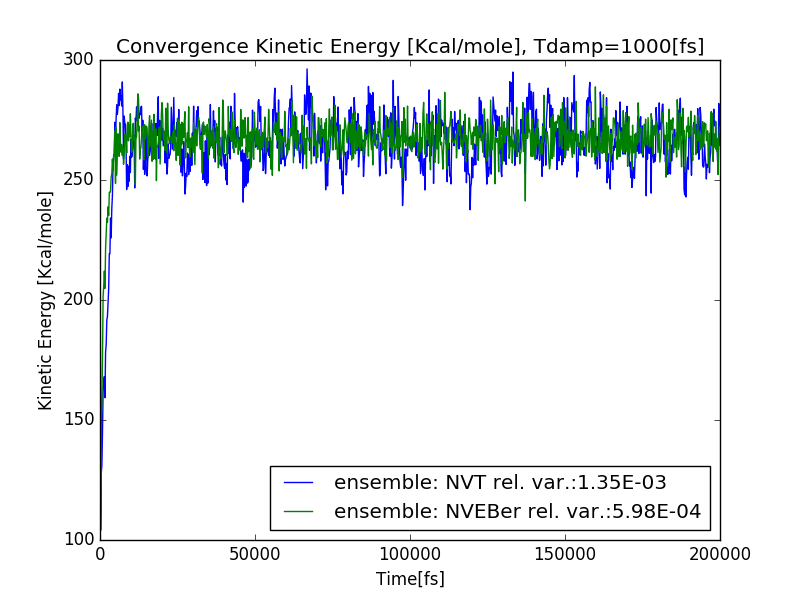 Convergence Kinetic Energy [Kcal/mole], Tdamp=1000[fs]
300
250
200
150
100
Kinetic Energy [Kcal/mole]
ensemble: NVT rel. var.:1.35E-03
ensemble: NVEBer rel. var.:5.98E-04
0 50000 100000 150000 200000
Time[fs]